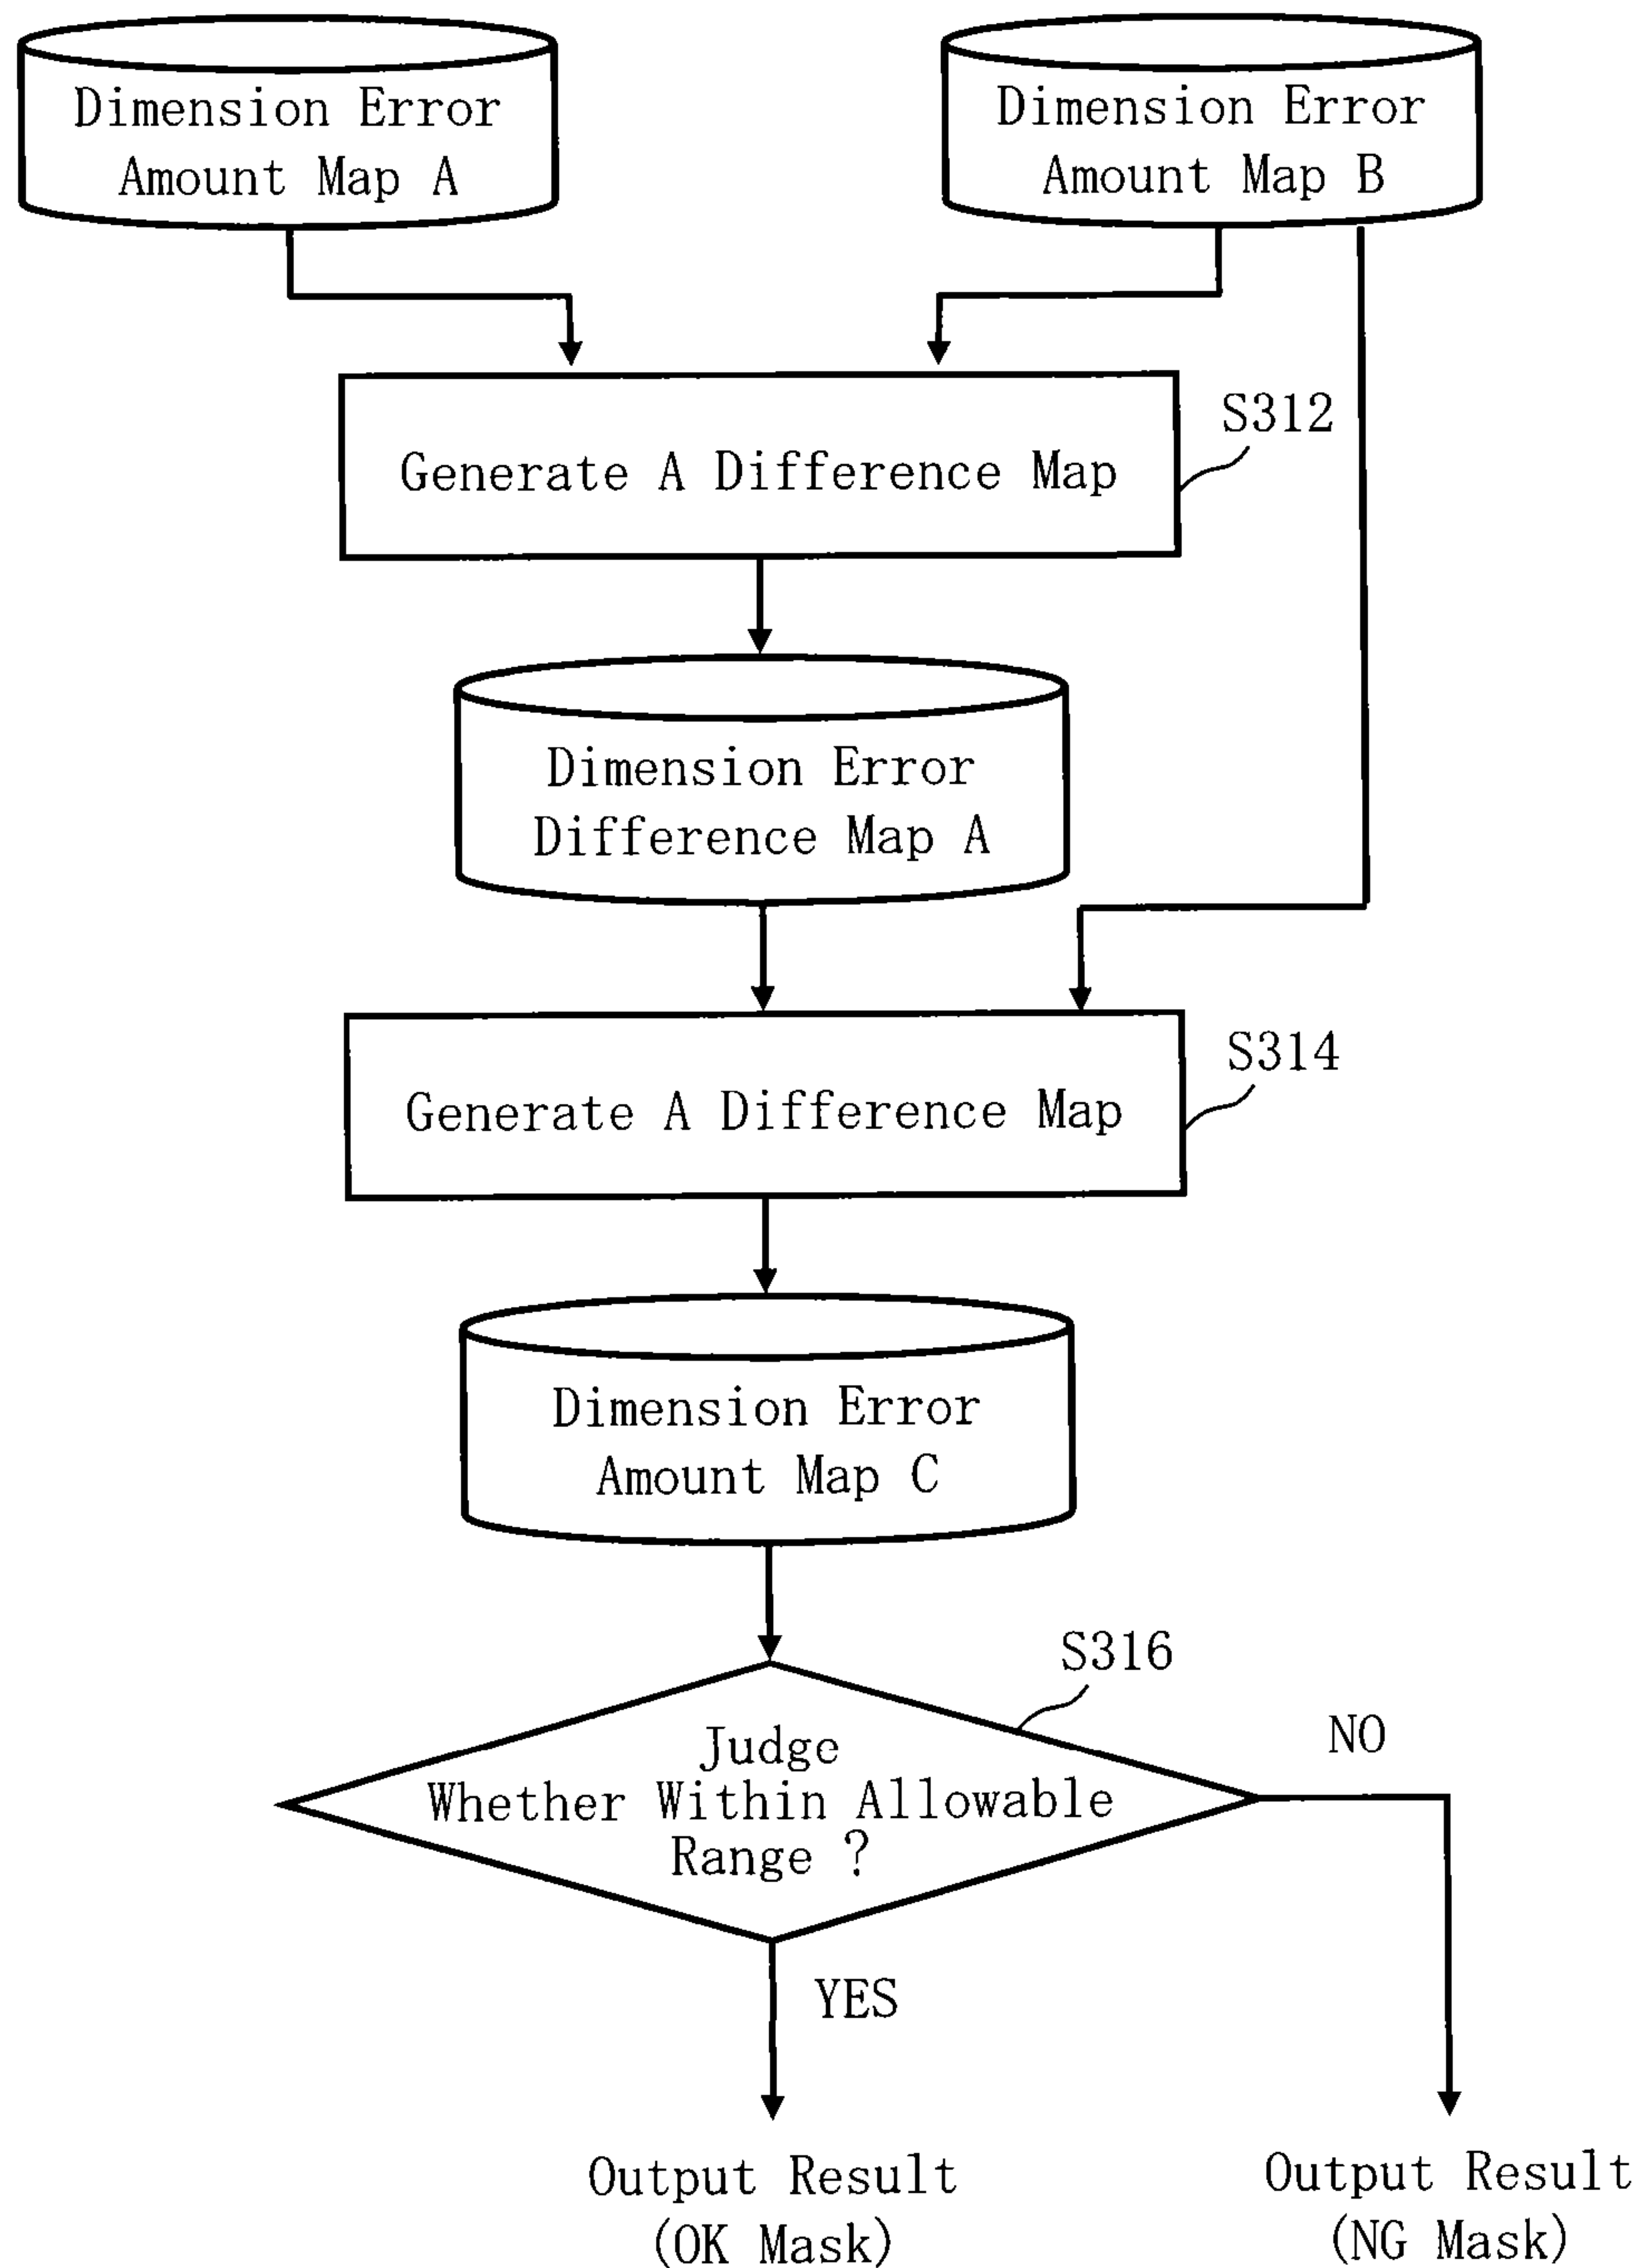 Dimension Error
Amount Map A
Dimension Error
Amount Map B
S312
Generate A Difference Map
Dimension Error
Difference Map A
S314
Generate A Difference Map
Dimension Error
Amount Map C
S316
NO
Judge
Whether Within Allowable
Range ?
YES
Output Result
(OK Mask)
Output Result
(NG Mask)